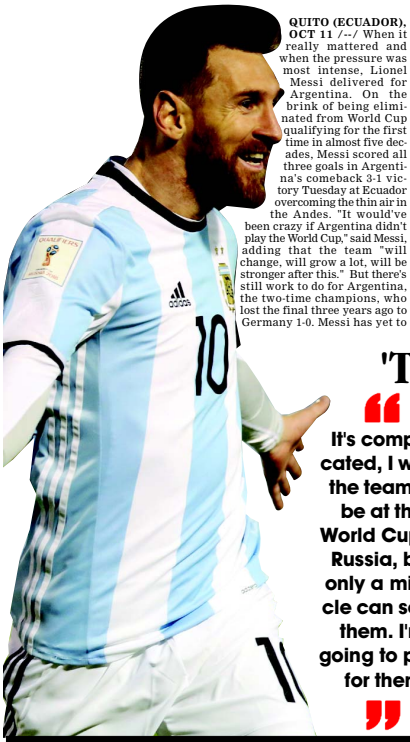 QUITO (ECUADOR),
OCT 11 /--/ When it
really mattered and
when the pressure was
most intense, Lionel
Messi delivered for
Argentina. On the
brink of being elimi-
nated from World Cup
qualifying for the first
time in almost five dec-
ades, Messi scored all
three goals in Argenti-
na's comeback 3-1 vic-
tory Tuesday at Ecuador
overcoming the thin air in
the Andes. "It would've
been crazy if Argentina didn't
play the World Cup," said Messi,
adding that the team "will
change, will grow a lot, will be
stronger after this." But there's
still work to do for Argentina,
the two-time champions, who
lost the final three years ago to
Germany 1-0. Messi has yet to
QUALIFIERS
adidas
10
'T
“
It's comp
cated, I w
the team
be at th
World Cup
Russia, b
only a mi
cle can sa
them. I'
going to p
for ther
”
1